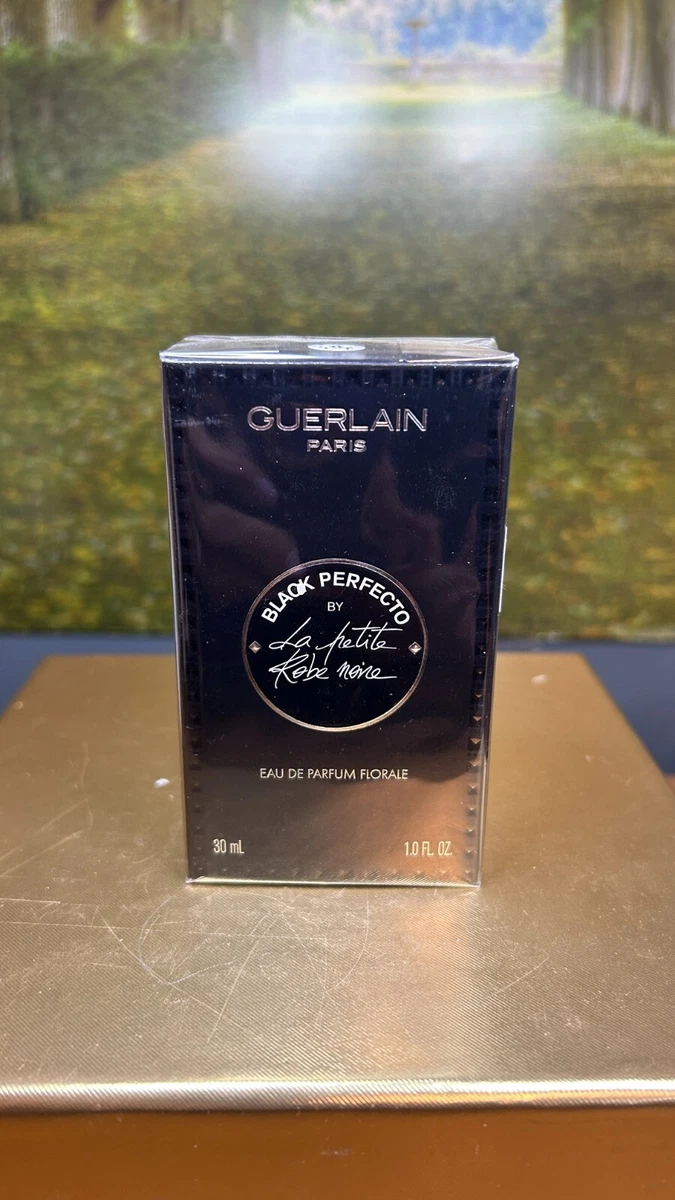 GUERLAIN
PARIS
BLACK PERFECTO
BY
La petite
Robe noire
EAU DE PARFUM FLORALE
30 mL
1.0 FL. OZ.